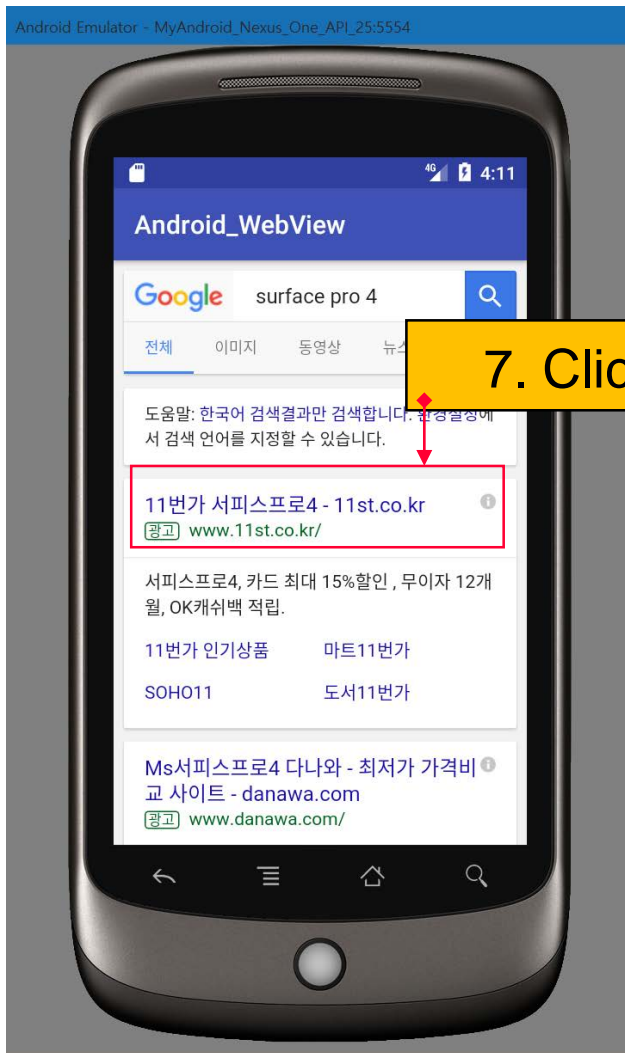 Android Emulator - MyAndroid_Nexus_One_API_25:5554
4G 4:11
Android_WebView
Google surface pro 4
전체 이미지 동영상
7. Clic
도움말: 한국어 검색결과만 검색합니다. 환경설정에
서 검색 언어를 지정할 수 있습니다.
11번가 서피스프로4 - 11st.co.kr
광고 www.11st.co.kr/
서피스프로4, 카드 최대 15%할인 , 무이자 12개
월, OK캐쉬백 적립.
11번가 인기상품 마트11번가
SOHO11 도서11번가
Ms서피스프로4 다나와 - 최저가 가격비
교 사이트 - danawa.com
광고 www.danawa.com/